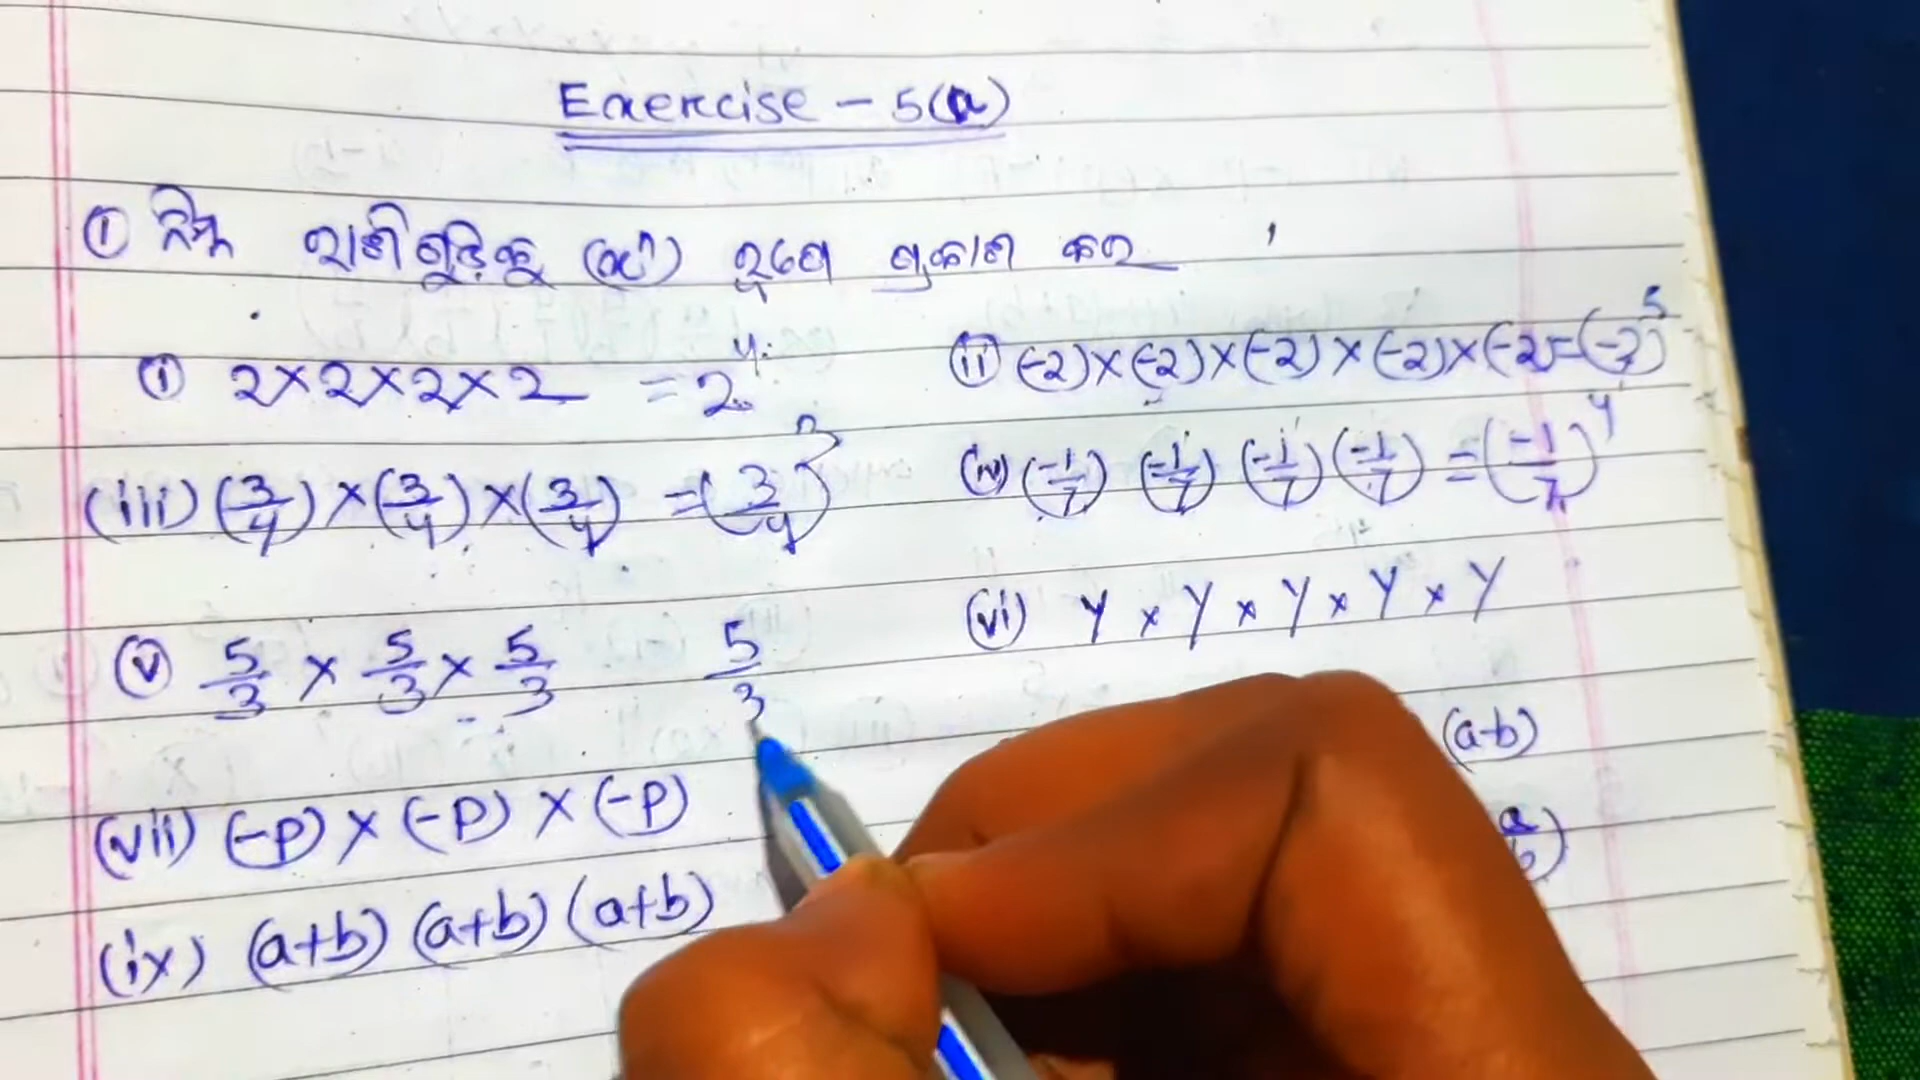 Exercise - 5(a)
① ନିମ୍ନ ରାଶିଗୁଡ଼ିକୁ (xⁿ) ରୂପେ ପ୍ରକାଶ କର
(i) 2×2×2×2 = 2⁴
(ii) (-2)×(-2)×(-2)×(-2)×(-2)=(-2)⁵
(iii) (3/4)×(3/4)×(3/4) =(3/4)³
(iv) (-1/7) (-1/7) (-1/7) (-1/7) =(-1/7)⁴
(v) 5/3 × 5/3 × 5/3 5/3
(vi) y × y × y × y × y
(vii) (-p)×(-p)×(-p)
(a-b)
(ix) (a+b)(a+b)(a+b)